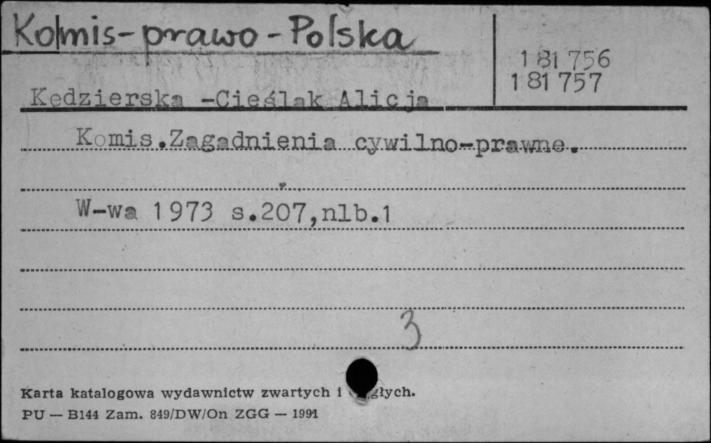 Komis-prawo-Polska
181 756
181 757
Kędzierska -Cieślak Alicja
Komis.Zagadnienia cywilno-prawne.
W-wa 1973 s.207,nlb.1
3
Karta katalogowa wydawnictw zwartych i głych.
PU — B144 Zam. 849/DW/On ZGG — 1991